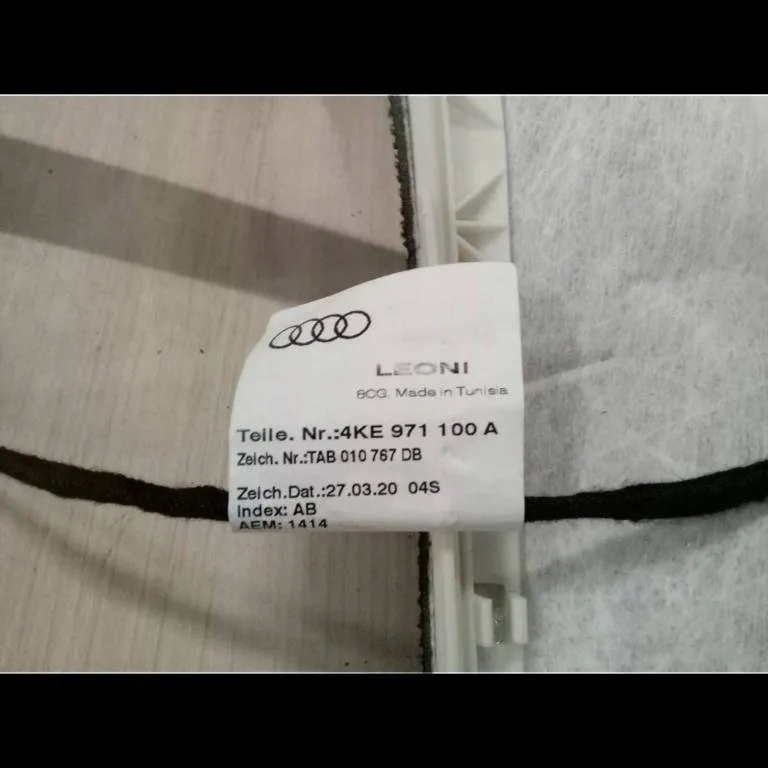 LEONI
BCG. Made in Tunisia
Teile. Nr.:4KE 971 100 A
Zeich. Nr.:TAB 010 767 DB
Zeich.Dat.:27.03.20 04S
Index: AB
AEM: 1414